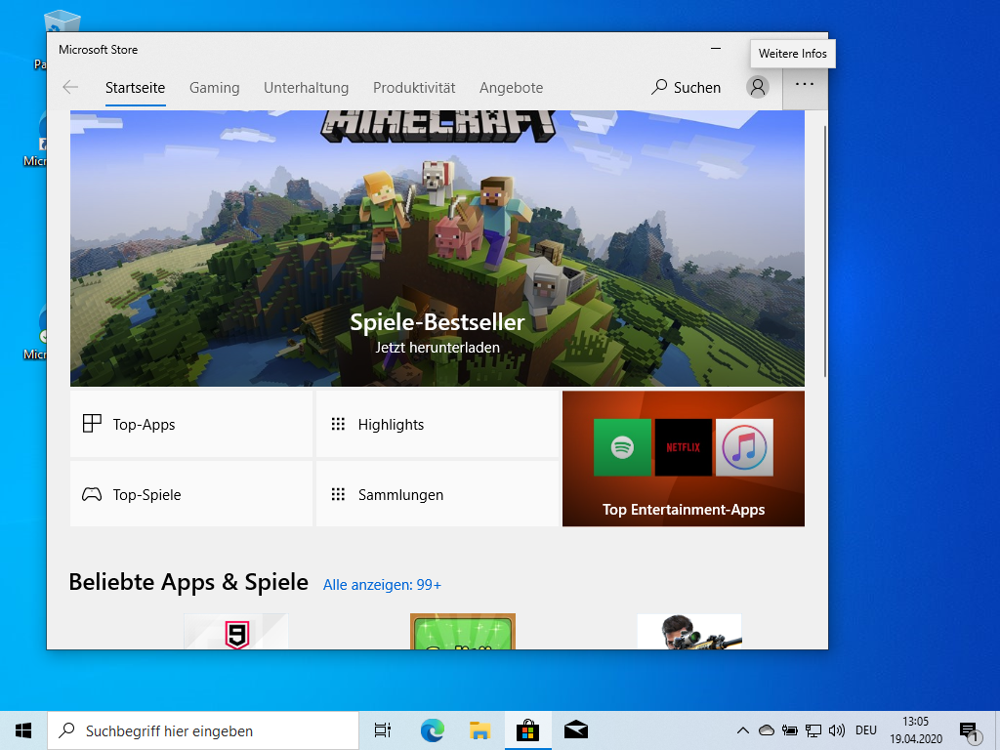 Microsoft Store
Weitere Infos
Startseite
Gaming
Unterhaltung
Produktivität
Angebote
Suchen
MINECRAFT
Spiele-Bestseller
Jetzt herunterladen
Top-Apps
Highlights
NETFLIX
Top-Spiele
Sammlungen
Top Entertainment-Apps
Beliebte Apps & Spiele
Alle anzeigen: 99+
9
Pa
Micr
Micr
Suchbegriff hier eingeben
DEU
13:05
19.04.2020
1